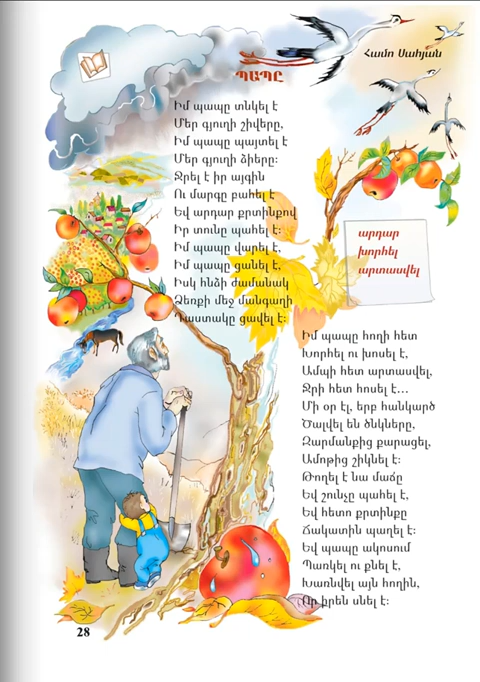 Համո Սահյան
ՊԱՊԸ
Իմ պապը տնկել է
Մեր գյուղի շիվերը,
Իմ պապը պայտել է
Մեր գյուղի ձիերը:
Ջրել է իր այգին
Ու մարգը բահել է
Եվ արդար քրտինքով
Իր տունը պահել է:
Իմ պապը վարել է,
Իմ պապը ցանել է,
Իսկ հնձի ժամանակ
Ձեռքի մեջ մանգաղի
Դաստակը ցավել է:
արդար
խորհել
արտասվել
Իմ պապը հողի հետ
Խորհել ու խոսել է,
Ամպի հետ արտասվել,
Ջրի հետ հոսել է...
Մի օր էլ, երբ հանկարծ
Ծալվել են ծնկները,
Զարմանքից քարացել,
Ամոթից շիկնել է:
Թողել է նա մաճը
Եվ շունչը պահել է,
Եվ հետո քրտինքը
Ճակատին պաղել է:
Եվ պապը ակոսում
Պառկել ու քնել է,
Խառնվել այն հողին,
Որ իրեն սնել է:
28